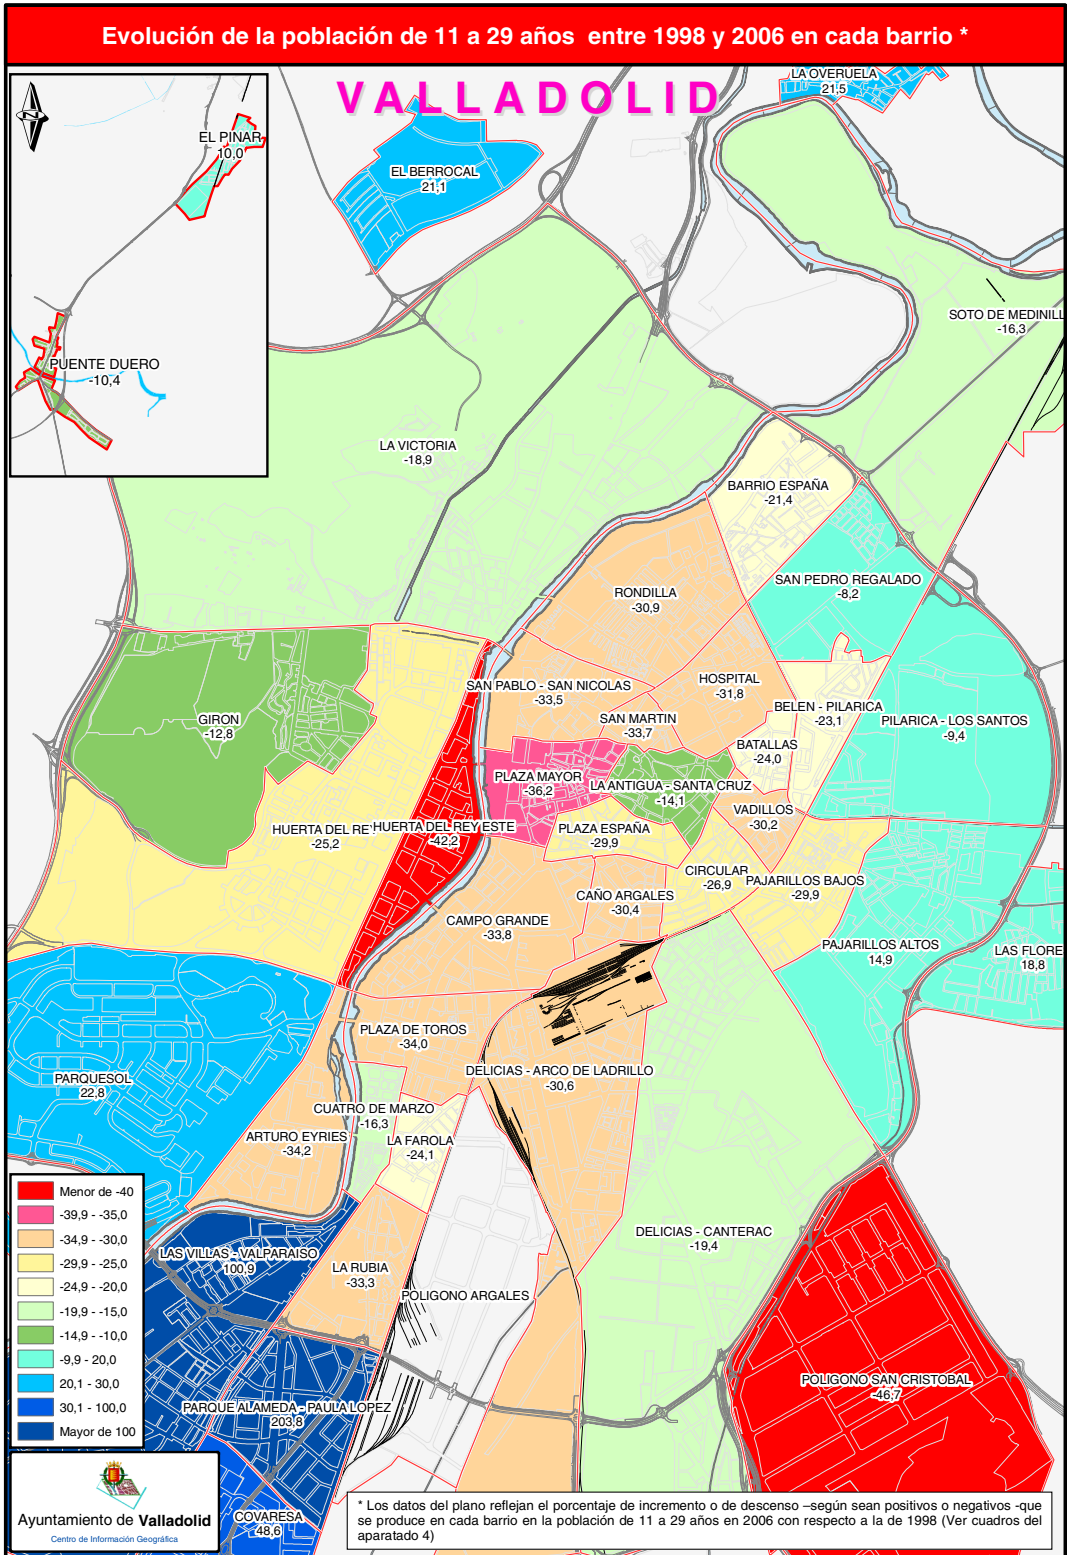 Evolución de la población de 11 a 29 años entre 1998 y 2006 en cada barrio *
VALLADOLID
LA OVERUELA
21,5
N
EL PINAR
10,0
EL BERROCAL
21,1
SOTO DE MEDINILL
-16,3
PUENTE DUERO
-10,4
LA VICTORIA
-18,9
BARRIO ESPAÑA
-21,4
SAN PEDRO REGALADO
-8,2
RONDILLA
-30,9
HOSPITAL
-31,8
SAN PABLO - SAN NICOLAS
-33,5
BELEN - PILARICA
-23,1
SAN MARTIN
-33,7
PILARICA - LOS SANTOS
-9,4
GIRON
-12,8
BATALLAS
-24,0
PLAZA MAYOR
-36,2
LA ANTIGUA - SANTA CRUZ
-14,1
VADILLOS
-30,2
HUERTA DEL RE
-25,2
HUERTA DEL REY ESTE
-42,2
PLAZA ESPAÑA
-29,9
CIRCULAR
-26,9
PAJARILLOS BAJOS
-29,9
CAÑO ARGALES
-30,4
CAMPO GRANDE
-33,8
PAJARILLOS ALTOS
14,9
LAS FLORE
18,8
PLAZA DE TOROS
-34,0
DELICIAS - ARCO DE LADRILLO
-30,6
PARQUESOL
22,8
CUATRO DE MARZO
-16,3
ARTURO EYRIES
-34,2
LA FAROLA
-24,1
DELICIAS - CANTERAC
-19,4
LAS VILLAS - VALPARAISO
100,9
LA RUBIA
-33,3
POLIGONO ARGALES
POLIGONO SAN CRISTOBAL
-46,7
PARQUE ALAMEDA - PAULA LOPEZ
203,8
COVARESA
48,6
Menor de -40
-39,9 - -35,0
-34,9 - -30,0
-29,9 - -25,0
-24,9 - -20,0
-19,9 - -15,0
-14,9 - -10,0
-9,9 - 20,0
20,1 - 30,0
30,1 - 100,0
Mayor de 100
Ayuntamiento de Valladolid
Centro de Información Geográfica
* Los datos del plano reflejan el porcentaje de incremento o de descenso –según sean positivos o negativos -que
se produce en cada barrio en la población de 11 a 29 años en 2006 con respecto a la de 1998 (Ver cuadros del
aparatado 4)